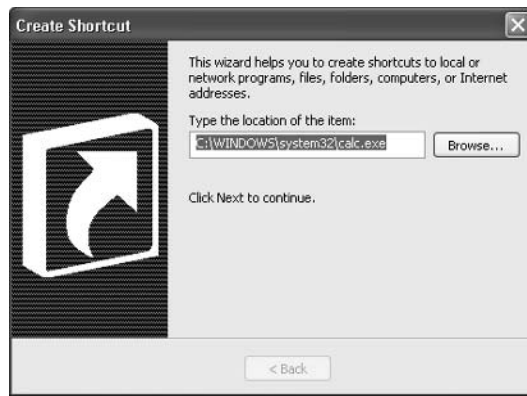 Create Shortcut
This wizard helps you to create shortcuts to local or
network programs, files, folders, computers, or Internet
addresses.
Type the location of the item:
C:\WINDOWS\system32\calc.exe
Browse...
Click Next to continue.
< Back